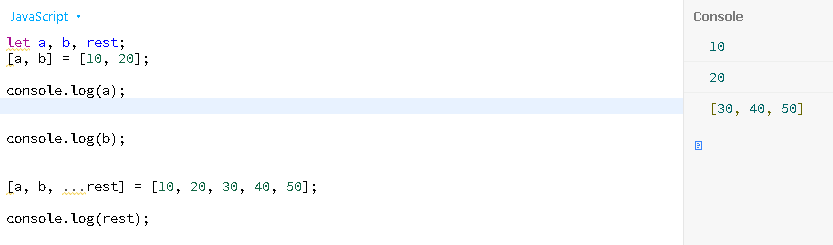 JavaScript
let a, b, rest;
[a, b] = [10, 20];
console.log(a);
console.log(b);
[a, b, ...rest] = [10, 20, 30, 40, 50];
console.log(rest);
Console
10
20
[30, 40, 50]